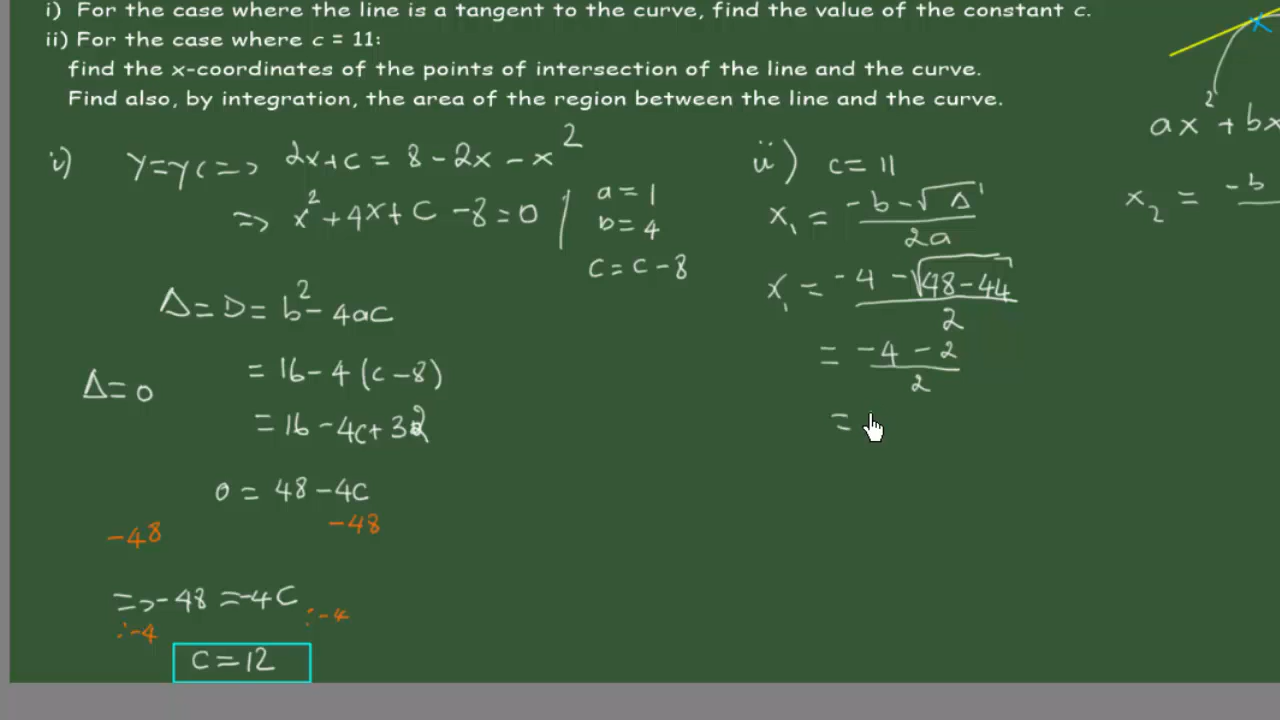 i) For the case where the line is a tangent to the curve, find the value of the constant c.
ii) For the case where c = 11:
find the x-coordinates of the points of intersection of the line and the curve.
Find also, by integration, the area of the region between the line and the curve.
i) y=yc=> 2x+c = 8-2x-x²
=> x²+4x+c-8=0
a=1
b=4
c=c-8
Δ=D=b²-4ac
=16-4(c-8)
Δ=0
=16-4c+32
0=48-4c
-48 -48
=>-48=-4c
:-4 :-4
c=12
ii) c=11
x₁ = (-b-√Δ)/2a
x₁ = (-4-√(48-44))/2
= (-4-2)/2
=
x
ax²+bx
x₂ = -b